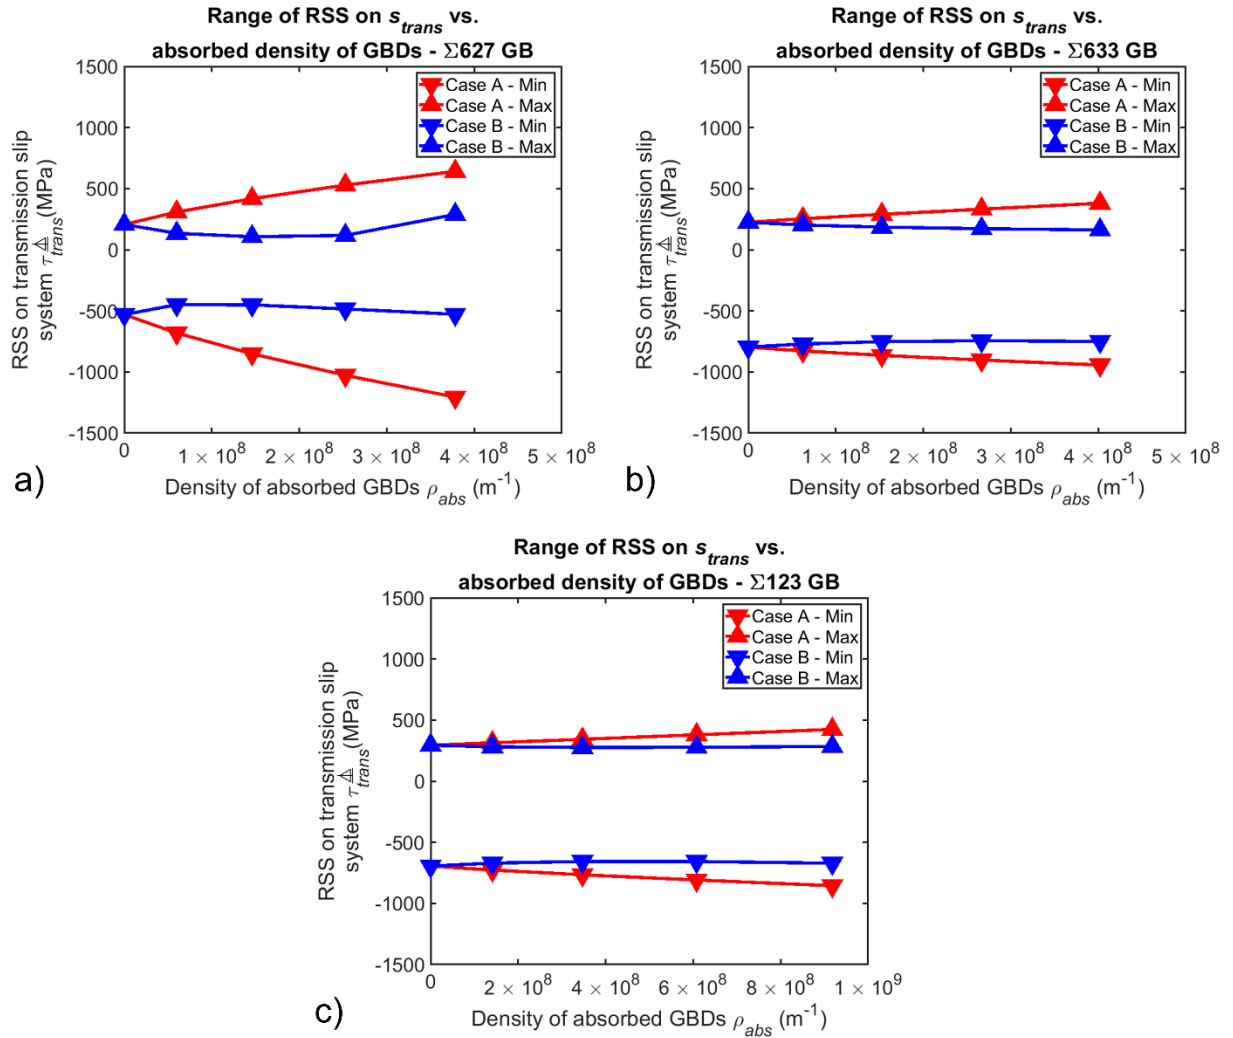 Range of RSS on s_trans vs.
absorbed density of GBDs - Σ627 GB
1500
1000
500
0
-500
-1000
-1500
RSS on transmission slip
system τ_trans^⩓ (MPa)
Case A - Min
Case A - Max
Case B - Min
Case B - Max
0
1 × 10^8
2 × 10^8
3 × 10^8
4 × 10^8
5 × 10^8
Density of absorbed GBDs ρ_abs (m^-1)
a)
Range of RSS on s_trans vs.
absorbed density of GBDs - Σ633 GB
1500
1000
500
0
-500
-1000
-1500
RSS on transmission slip
system τ_trans (MPa)
Case A - Min
Case A - Max
Case B - Min
Case B - Max
0
1 × 10^8
2 × 10^8
3 × 10^8
4 × 10^8
5 × 10^8
Density of absorbed GBDs ρ_abs (m^-1)
b)
Range of RSS on s_trans vs.
absorbed density of GBDs - Σ123 GB
1500
1000
500
0
-500
-1000
-1500
RSS on transmission slip
system τ_trans (MPa)
Case A - Min
Case A - Max
Case B - Min
Case B - Max
0
2 × 10^8
4 × 10^8
6 × 10^8
8 × 10^8
1 × 10^9
Density of absorbed GBDs ρ_abs (m^-1)
c)